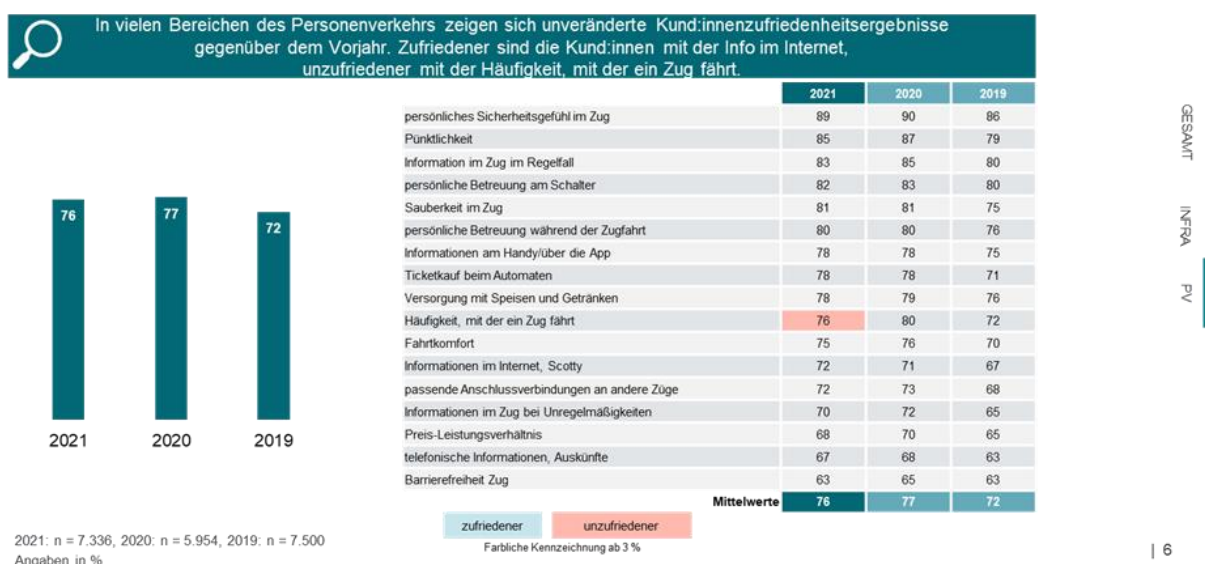 In vielen Bereichen des Personenverkehrs zeigen sich unveränderte Kund:innenzufriedenheitsergebnisse
gegenüber dem Vorjahr. Zufriedener sind die Kund:innen mit der Info im Internet,
unzufriedener mit der Häufigkeit, mit der ein Zug fährt.
76
77
72
2021 2020 2019
2021 2020 2019
persönliches Sicherheitsgefühl im Zug 89 90 86
Pünktlichkeit 85 87 79
Information im Zug im Regelfall 83 85 80
persönliche Betreuung am Schalter 82 83 80
Sauberkeit im Zug 81 81 75
persönliche Betreuung während der Zugfahrt 80 80 76
Informationen am Handy/über die App 78 78 75
Ticketkauf beim Automaten 78 78 71
Versorgung mit Speisen und Getränken 78 79 76
Häufigkeit, mit der ein Zug fährt 76 80 72
Fahrtkomfort 75 76 70
Informationen im Internet, Scotty 72 71 67
passende Anschlussverbindungen an andere Züge 72 73 68
Informationen im Zug bei Unregelmäßigkeiten 70 72 65
Preis-Leistungsverhältnis 68 70 65
telefonische Informationen, Auskünfte 67 68 63
Barrierefreiheit Zug 63 65 63
Mittelwerte 76 77 72
zufriedener unzufriedener
Farbliche Kennzeichnung ab 3 %
2021: n = 7.336, 2020: n = 5.954, 2019: n = 7.500
Angaben in %
GESAMT
INFRA
PV
| 6